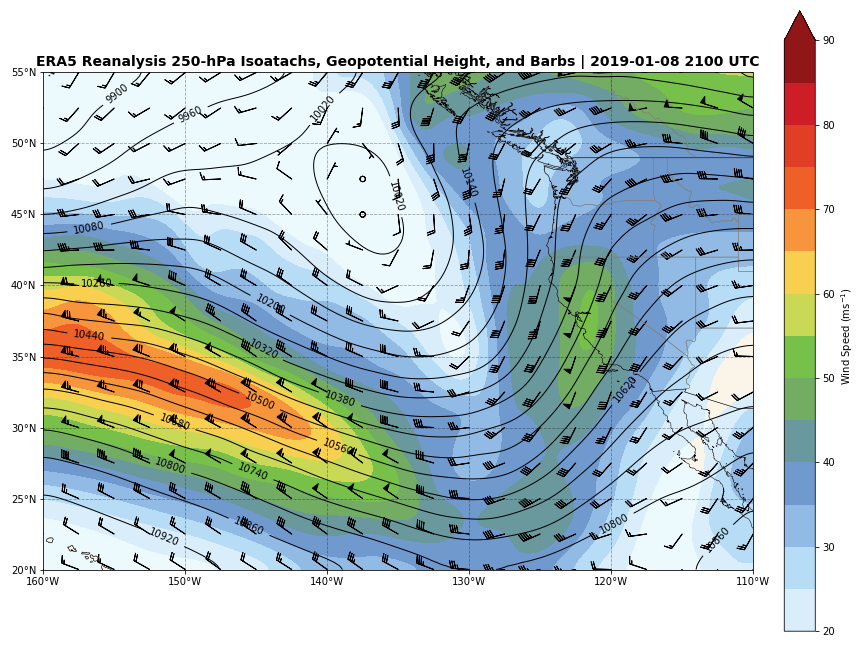 ERA5 Reanalysis 250-hPa Isoatachs, Geopotential Height, and Barbs | 2019-01-08 2100 UTC
55°N
50°N
45°N
40°N
35°N
30°N
25°N
20°N
160°W
150°W
140°W
130°W
120°W
110°W
9900
9960
10020
10020
10140
10080
10260
10200
10440
10320
10380
10500
10620
10560
10680
10740
10800
10800
10860
10860
10920
90
80
70
60
50
40
30
20
Wind Speed (ms⁻¹)